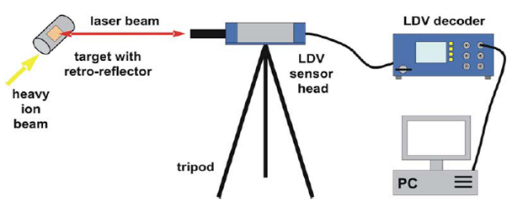 laser beam
LDV decoder
target with
retro-reflector
LDV
sensor
head
heavy
ion
beam
tripod
PC